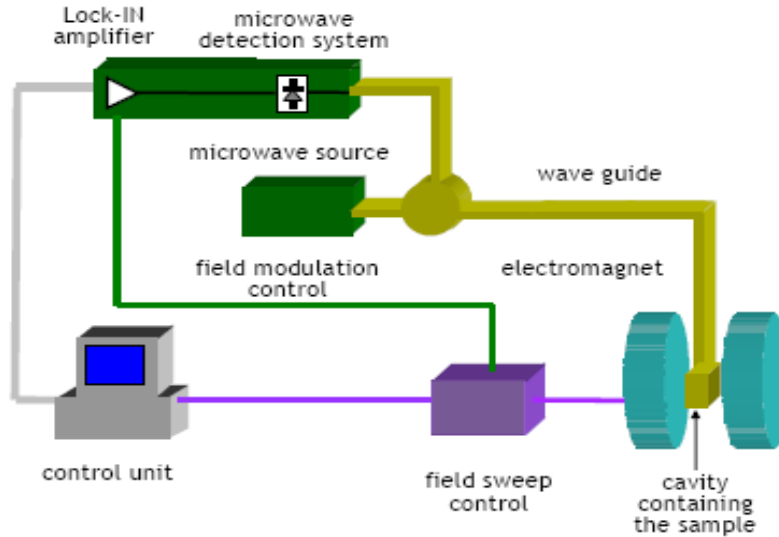 Lock-IN
amplifier
microwave
detection system
microwave source
wave guide
field modulation
control
electromagnet
control unit
field sweep
control
cavity
containing
the sample